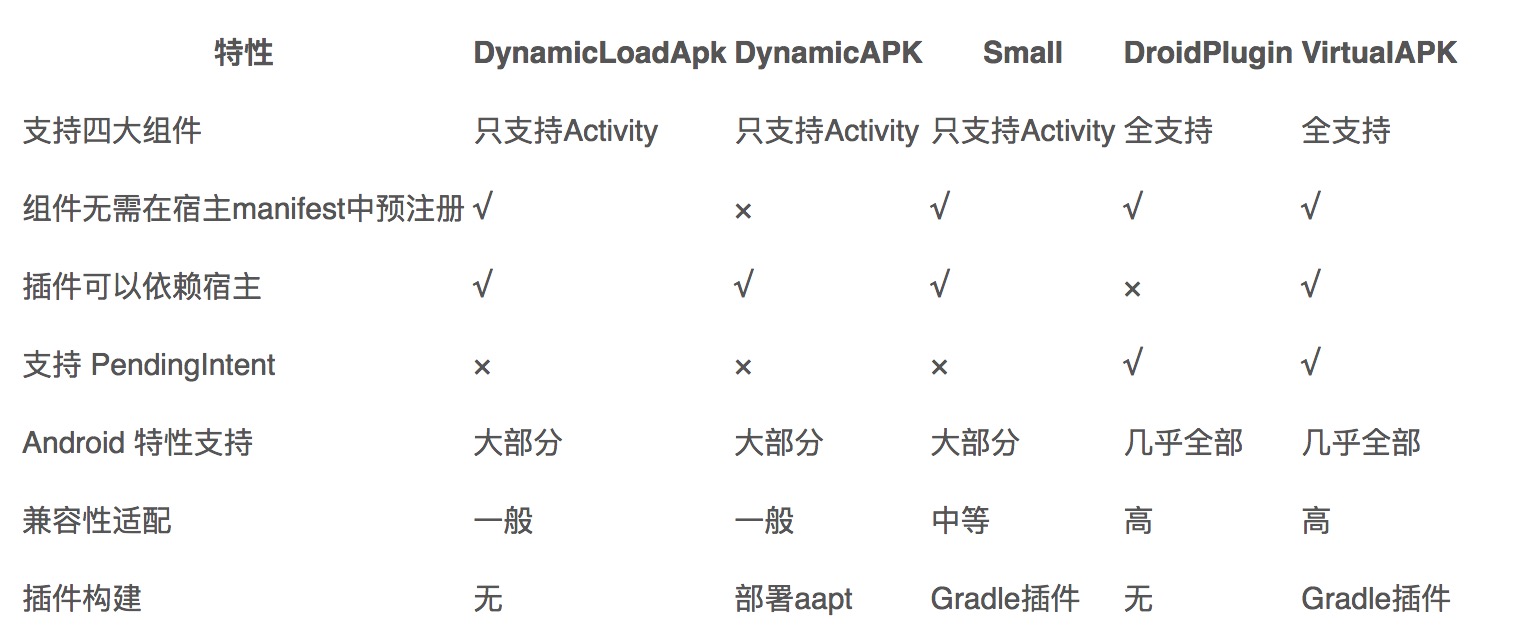 特性 DynamicLoadApk DynamicAPK Small DroidPlugin VirtualAPK
支持四大组件 只支持Activity 只支持Activity 只支持Activity 全支持 全支持
组件无需在宿主manifest中预注册 √ × √ √ √
插件可以依赖宿主 √ √ √ × √
支持 PendingIntent × × × √ √
Android 特性支持 大部分 大部分 大部分 几乎全部 几乎全部
兼容性适配 一般 一般 中等 高 高
插件构建 无 部署aapt Gradle插件 无 Gradle插件